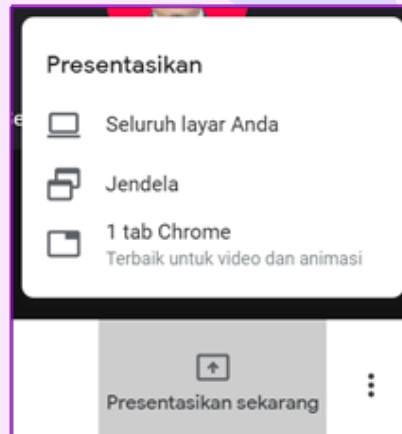 Presentasikan
Seluruh layar Anda
Jendela
1 tab Chrome
Terbaik untuk video dan animasi
Presentasikan sekarang